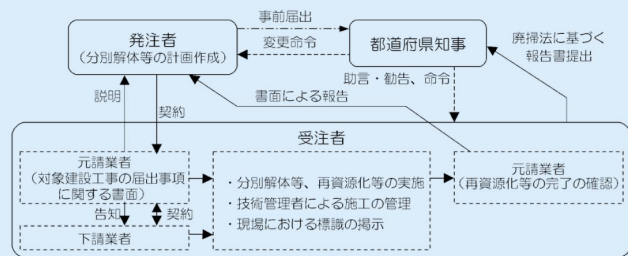 発注者
(分別解体等の計画作成)
事前届出
変更命令
都道府県知事
廃掃法に基づく
報告書提出
助言・勧告、命令
説明
契約
書面による報告
受注者
元請業者
(対象建設工事の届出事項
に関する書面)
告知
契約
下請業者
・分別解体等、再資源化等の実施
・技術管理者による施工の管理
・現場における標識の掲示
元請業者
(再資源化等の完了の確認)